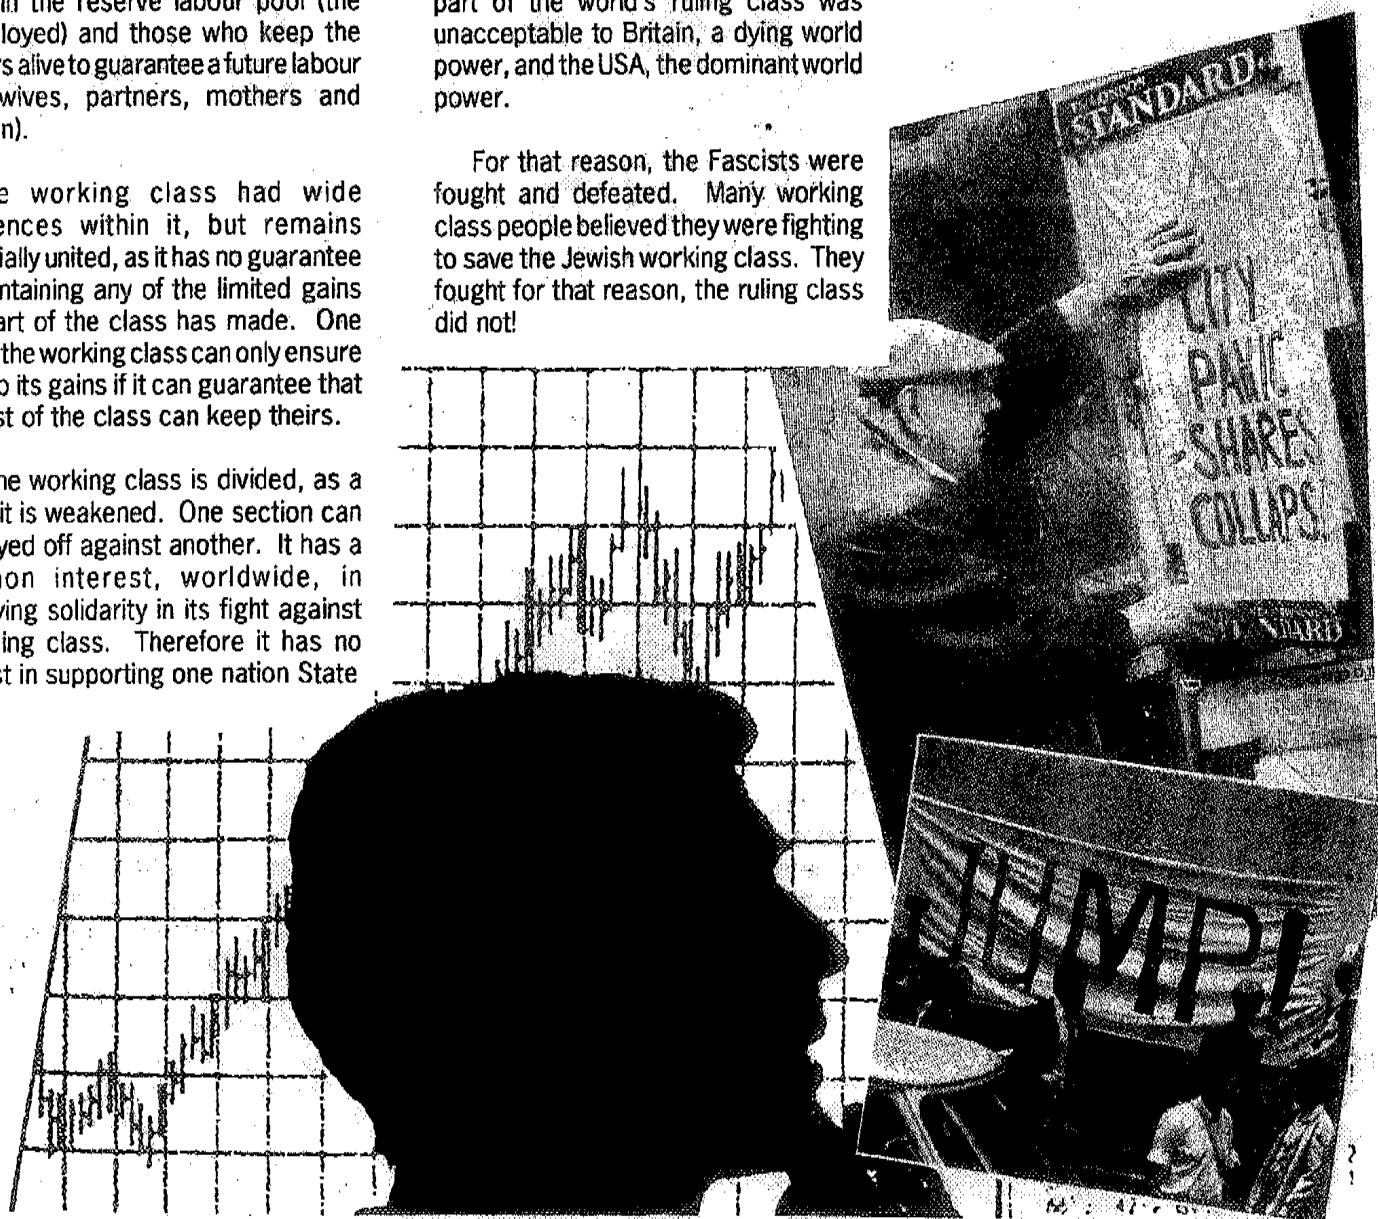 in the reserve labour pool (the
loyed) and those who keep the
s alive to guarantee a future labour
wives, partners, mothers and
n).
e working class had wide
ences within it, but remains
ially united, as it has no guarantee
ntaining any of the limited gains
art of the class has made. One
the working class can only ensure
o its gains if it can guarantee that
st of the class can keep theirs.
ne working class is divided, as a
it is weakened. One section can
yed off against another. It has a
non interest, worldwide, in
ving solidarity in its fight against
ing class. Therefore it has no
st in supporting one nation State
part of the world's ruling class was
unacceptable to Britain, a dying world
power, and the USA, the dominant world
power.
For that reason, the Fascists were
fought and defeated. Many working
class people believed they were fighting
to save the Jewish working class. They
fought for that reason, the ruling class
did not!
STANDARD
CITY
PANIC
SHARES
COLLAPS
NDARD
JUMP!